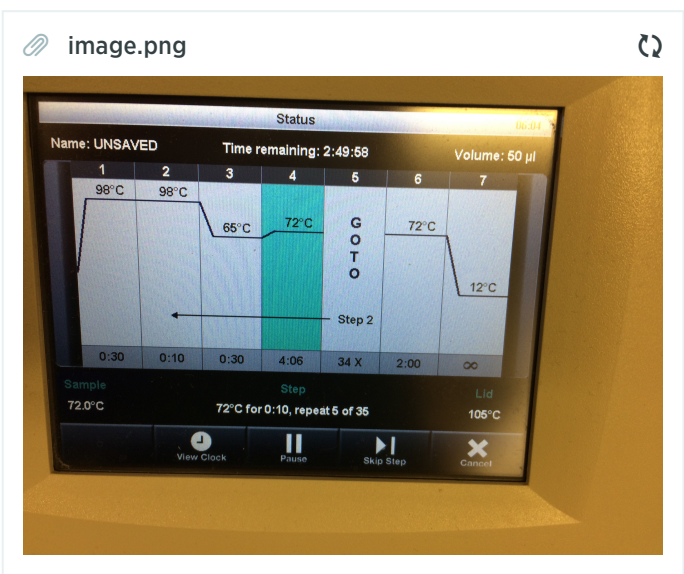 image.png
Status
06:04
Name: UNSAVED
Time remaining: 2:49:58
Volume: 50 µl
1 2 3 4 5 6 7
98°C 98°C 65°C 72°C GOTO 72°C 12°C
Step 2
0:30 0:10 0:30 4:06 34 X 2:00 ∞
Sample
Step
Lid
72.0°C
72°C for 0:10, repeat 5 of 35
105°C
View Clock
Pause
Skip Step
Cancel